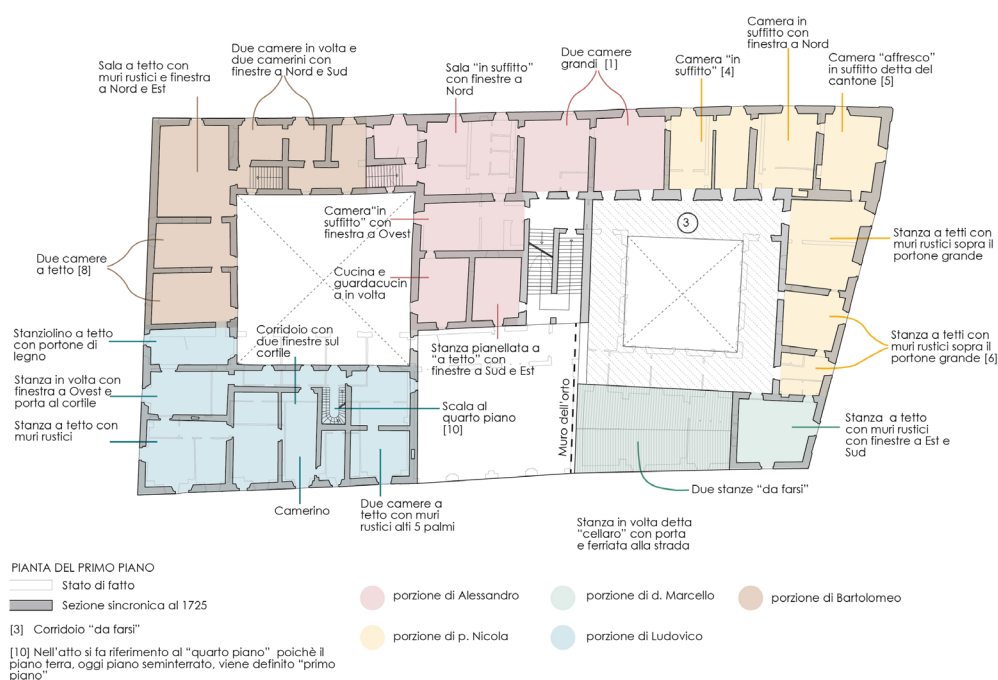 Camera in
suffitto con
finestra a Nord
Due camere in volta e
due camerini con
finestre a Nord e Sud
Due camere
grandi [1]
Sala a tetto con
muri rustici e finestra
a Nord e Est
Sala “in suffitto”
con finestre a
Nord
Camera “in
suffitto” [4]
Camera “affresco”
in suffitto detta del
cantone [5]
Camera“in
suffitto” con
finestra a Ovest
3
Stanza a tetti con
muri rustici sopra il
portone grande
Due camere
a tetto [8]
Cucina e
guardacucin
a in volta
Stanziolino a tetto
con portone di
legno
Corridoio con
due finestre sul
cortile
Stanza pianellata a
“a tetto” con
finestre a Sud e Est
Stanza a tetti con
muri rustici sopra il
portone grande [6]
Stanza in volta con
finestra a Ovest e
porta al cortile
Scala al
quarto piano
[10]
Muro dell’orto
Stanza a tetto con
muri rustici
Stanza a tetto
con muri rustici
con finestre a Est e
Sud
Camerino
Due camere a
tetto con muri
rustici alti 5 palmi
Due stanze “da farsi”
Stanza in volta detta
“cellaro” con porta
e ferriata alla strada
PIANTA DEL PRIMO PIANO
Stato di fatto
Sezione sincronica al 1725
[3] Corridoio “da farsi”
[10] Nell’atto si fa riferimento al “quarto piano” poichè il
piano terra, oggi piano seminterrato, viene definito “primo
piano”
porzione di Alessandro
porzione di d. Marcello
porzione di Bartolomeo
porzione di p. Nicola
porzione di Ludovico